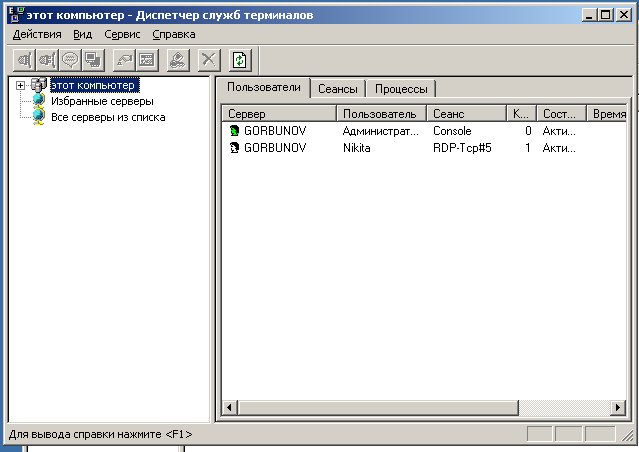 этот компьютер - Диспетчер служб терминалов
Действия Вид Сервис Справка
этот компьютер
Избранные серверы
Все серверы из списка
Пользователи Сеансы Процессы
Сервер Пользователь Сеанс К... Сост... Время
GORBUNOV Администрат... Console 0 Акти...
GORBUNOV Nikita RDP-Tcp#5 1 Акти...
Для вывода справки нажмите <F1>